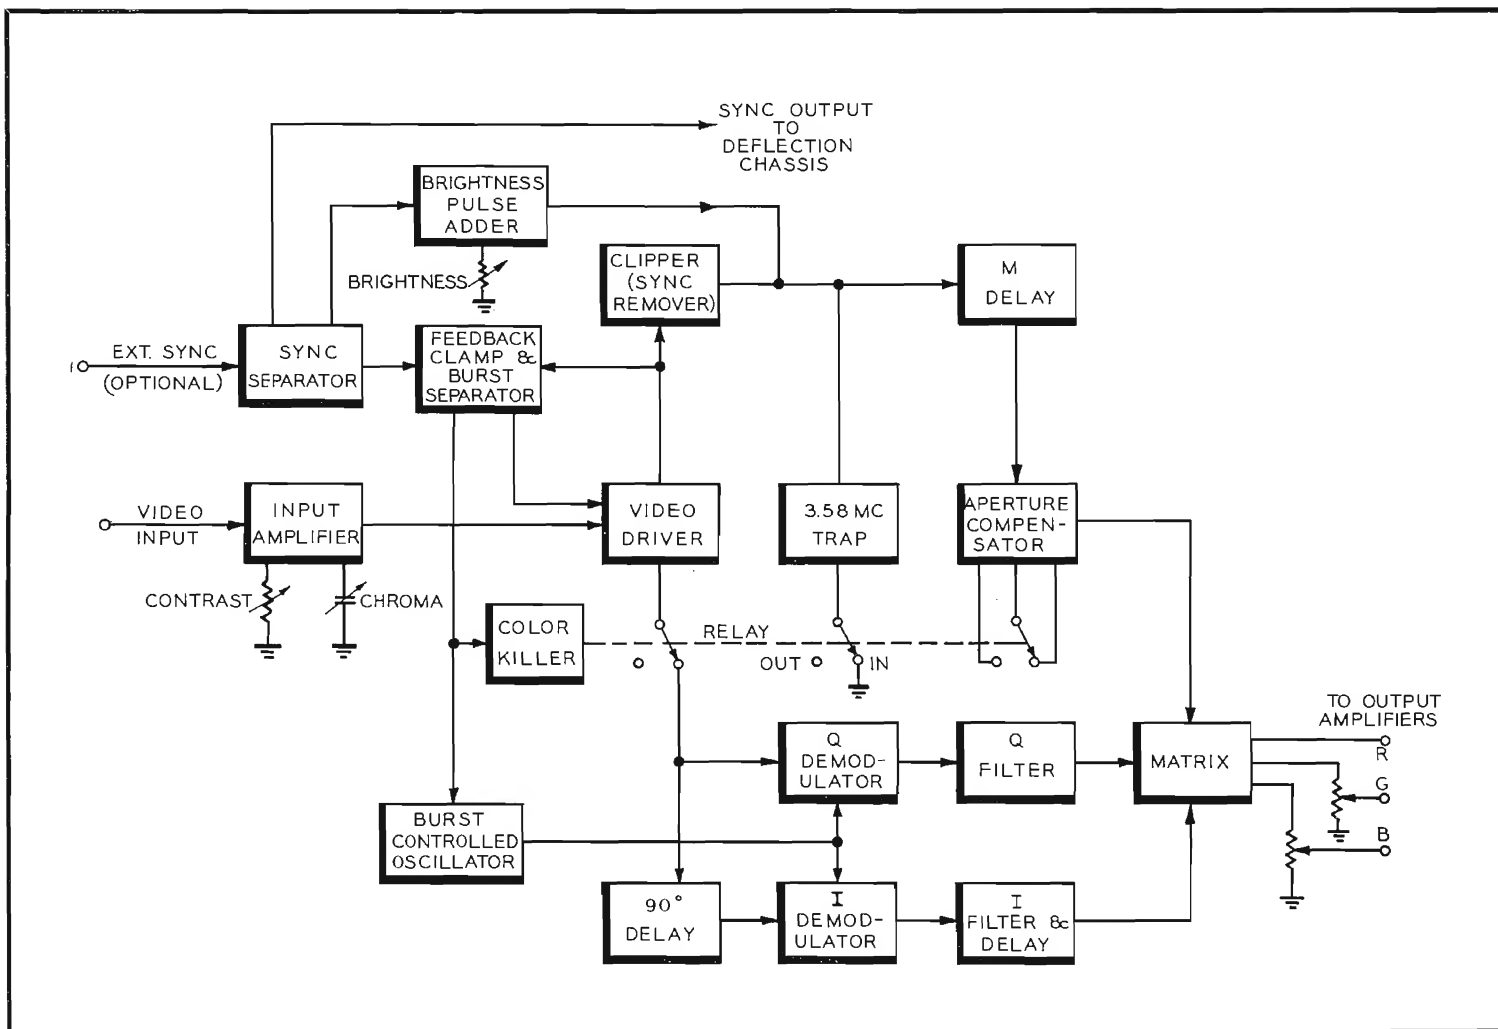 SYNC OUTPUT
TO
DEFLECTION
CHASSIS
BRIGHTNESS
PULSE
ADDER
BRIGHTNESS
CLIPPER
(SYNC
REMOVER)
M
DELAY
EXT. SYNC
(OPTIONAL)
SYNC
SEPARATOR
FEEDBACK
CLAMP &
BURST
SEPARATOR
VIDEO
INPUT
INPUT
AMPLIFIER
CONTRAST
CHROMA
VIDEO
DRIVER
3.58 MC
TRAP
APERTURE
COMPEN-
SATOR
COLOR
KILLER
RELAY
OUT
IN
TO OUTPUT
AMPLIFIERS
Q
DEMOD-
ULATOR
Q
FILTER
MATRIX
R
G
B
BURST
CONTROLLED
OSCILLATOR
90°
DELAY
I
DEMOD-
ULATOR
I
FILTER &
DELAY